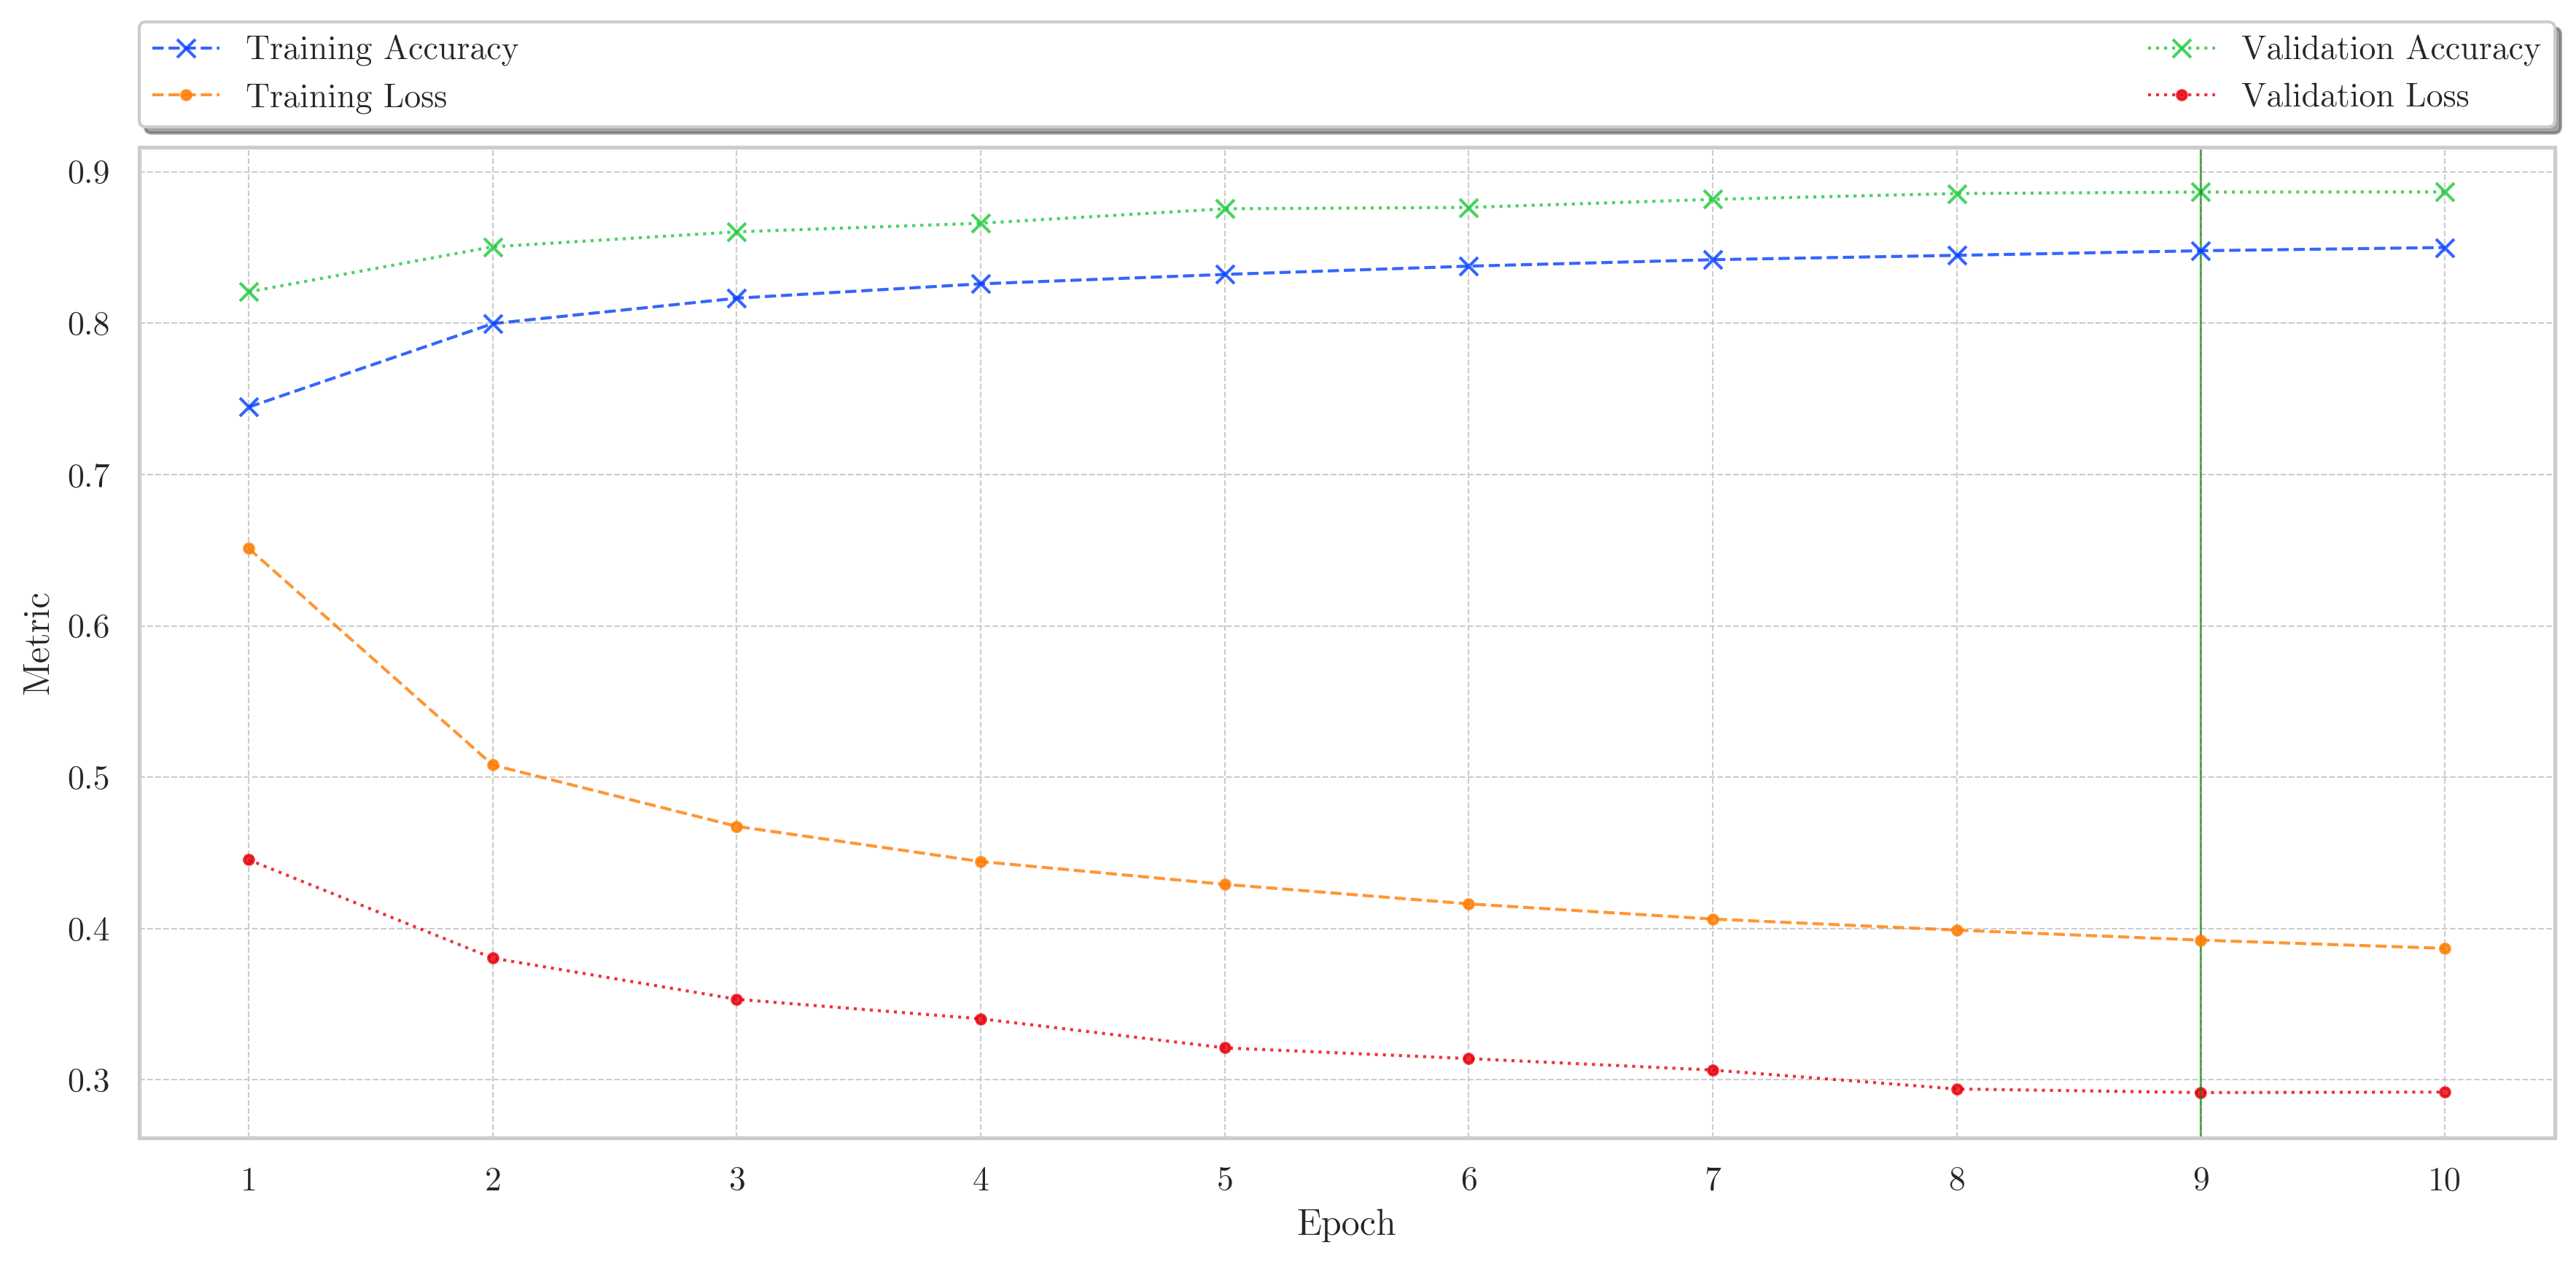 Training Accuracy
Training Loss
Validation Accuracy
Validation Loss
0.9
0.8
0.7
0.6
0.5
0.4
0.3
Metric
1 2 3 4 5 6 7 8 9 10
Epoch